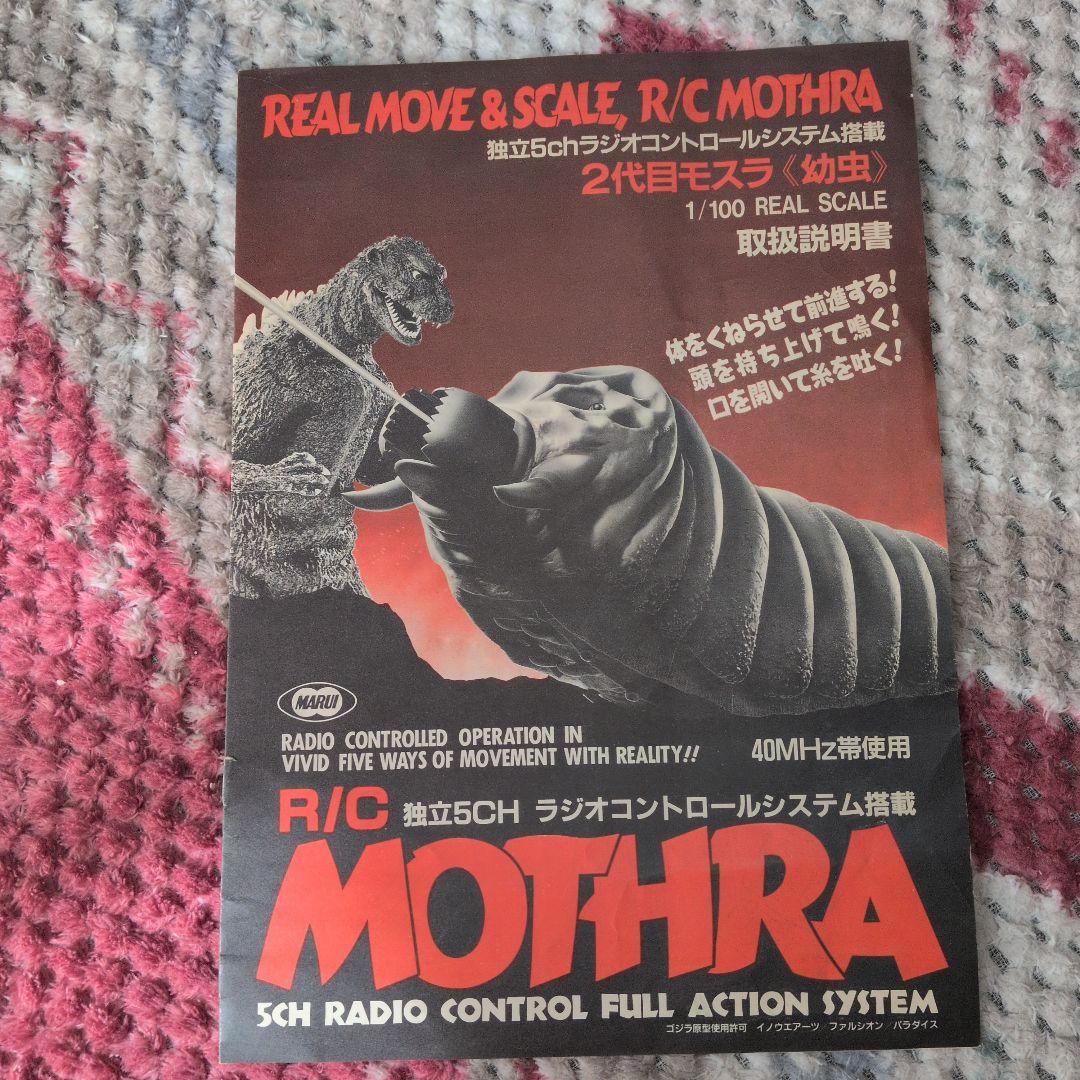 REAL MOVE & SCALE, R/C MOTHRA
独立5chラジオコントロールシステム搭載
2代目モスラ《幼虫》
1/100 REAL SCALE
取扱説明書
体をくねらせて前進する!
頭を持ち上げて鳴く!
口を開いて糸を吐く!
MARUI
RADIO CONTROLLED OPERATION IN
VIVID FIVE WAYS OF MOVEMENT WITH REALITY!!
40MHz帯使用
R/C 独立5CH ラジオコントロールシステム搭載
MOTHRA
5CH RADIO CONTROL FULL ACTION SYSTEM
ゴジラ原型使用許可 イノウエアーツ ファルシオン パラダイス